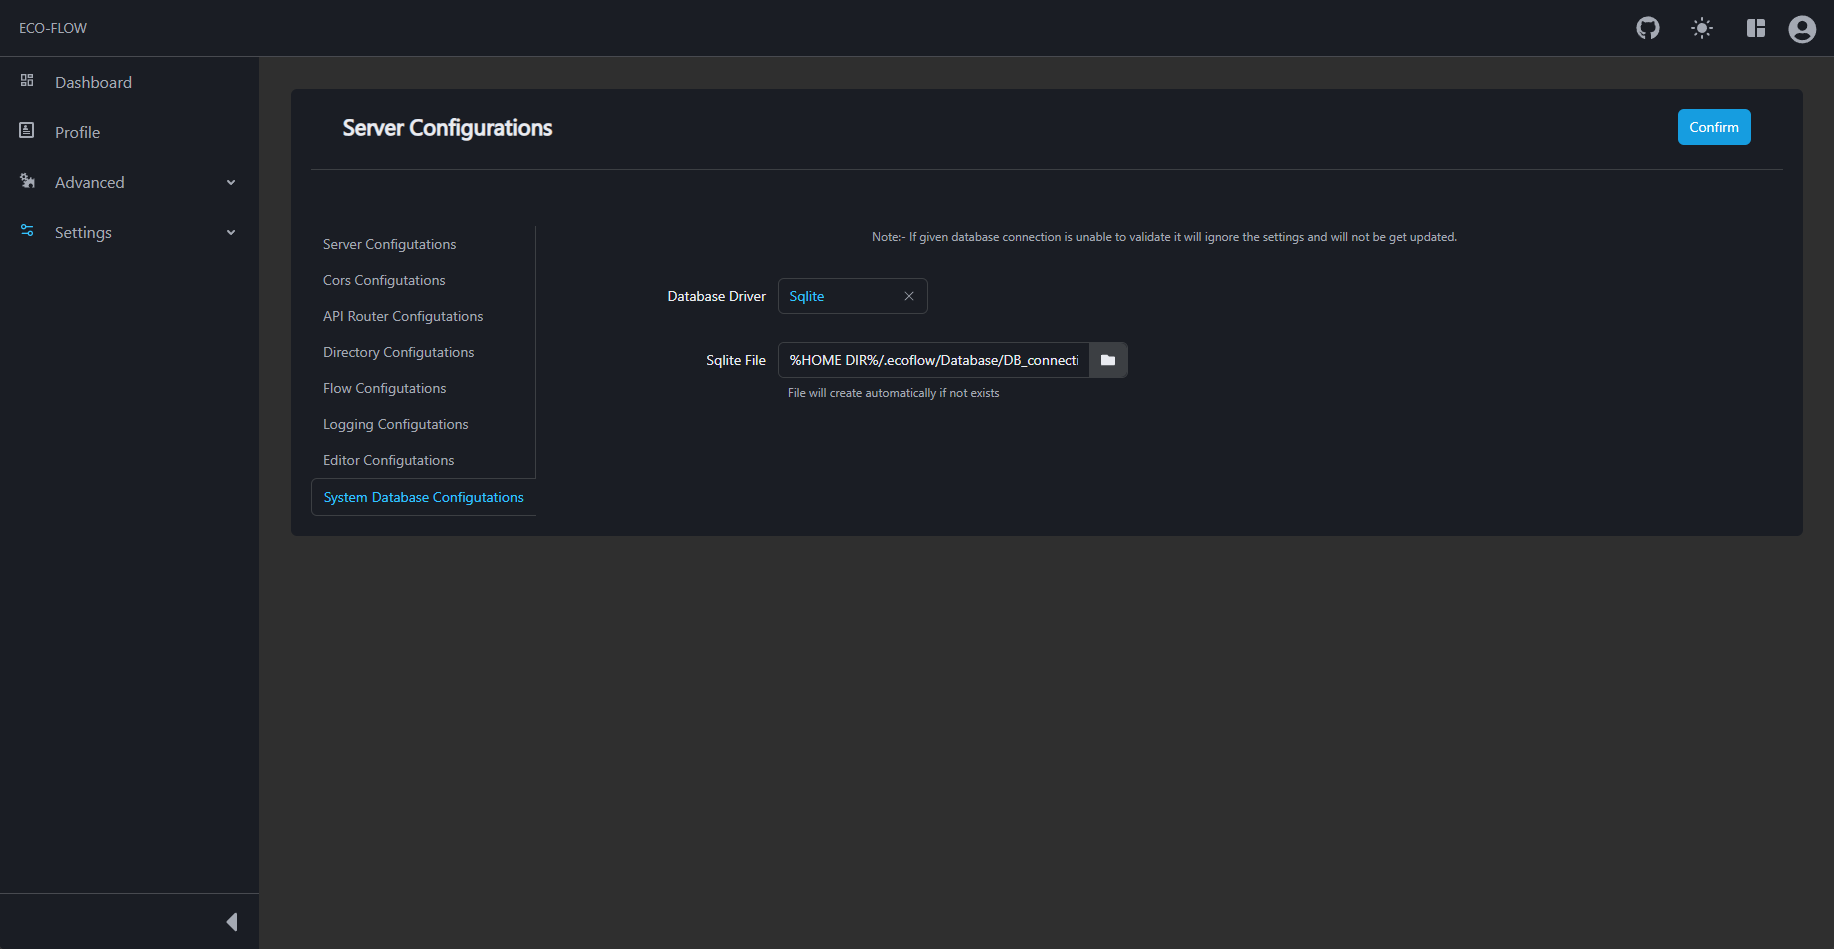 ECO-FLOW
Dashboard
Profile
Advanced
Settings
Server Configurations
Confirm
Server Configutations
Cors Configutations
API Router Configutations
Directory Configutations
Flow Configutations
Logging Configutations
Editor Configutations
System Database Configutations
Note:- If given database connection is unable to validate it will ignore the settings and will not be get updated.
Database Driver Sqlite
Sqlite File %HOME DIR%/.ecoflow/Database/DB_connecti
File will create automatically if not exists